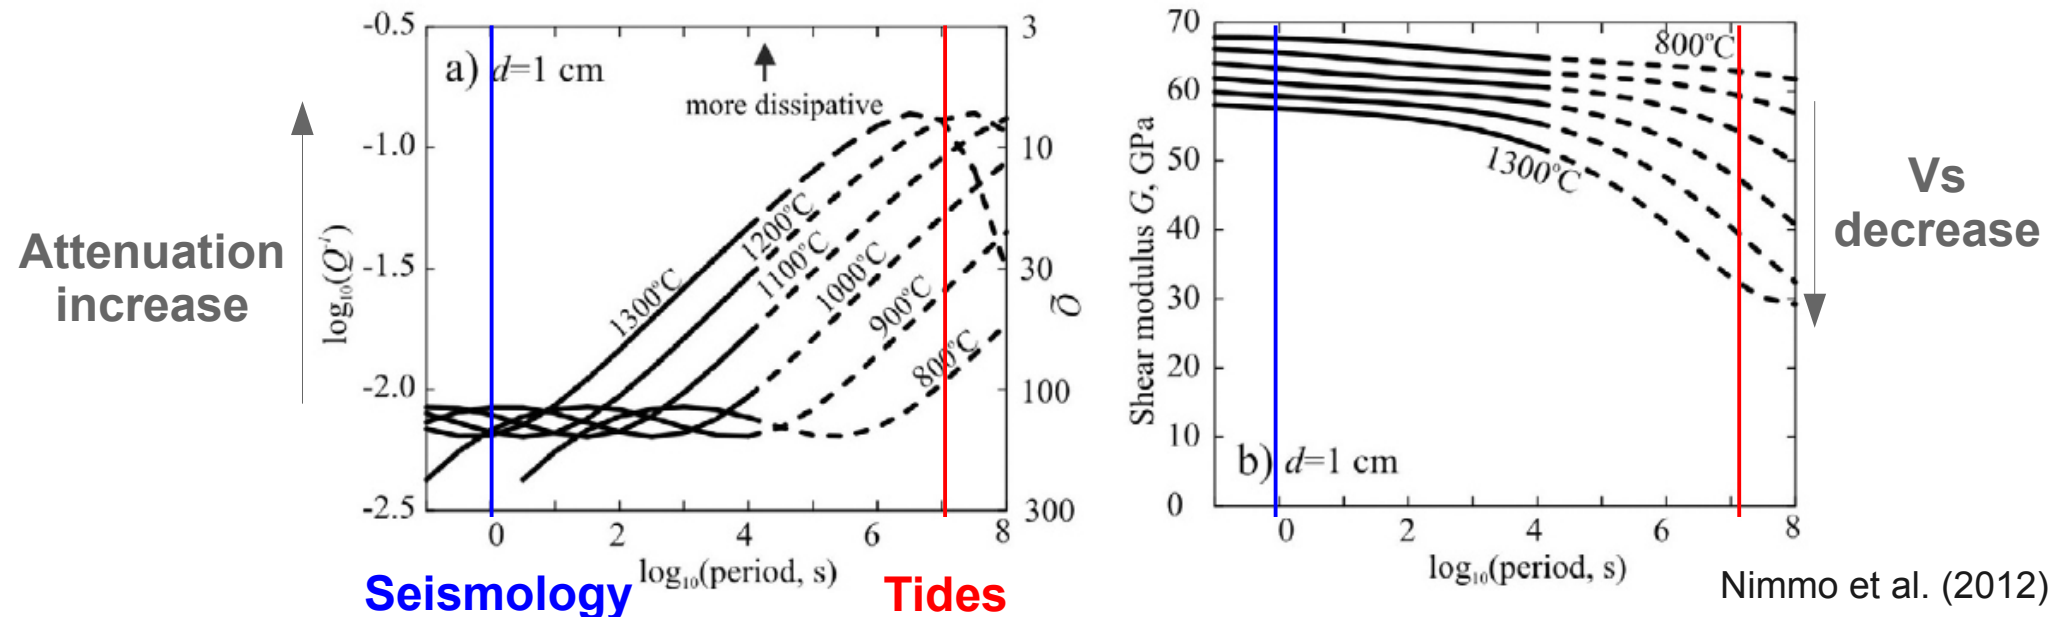 Attenuation
increase
log₁₀(Q⁻¹)
-0.5
-1.0
-1.5
-2.0
-2.5
a) d=1 cm
more dissipative
1300°C
1200°C
1100°C
1000°C
900°C
800°C
3
10
30
100
300
Q
0 2 4 6 8
log₁₀(period, s)
Seismology
Tides
Shear modulus G, GPa
70
60
50
40
30
20
10
0
800°C
1300°C
b) d=1 cm
0 2 4 6 8
log₁₀(period, s)
Vs
decrease
Nimmo et al. (2012)